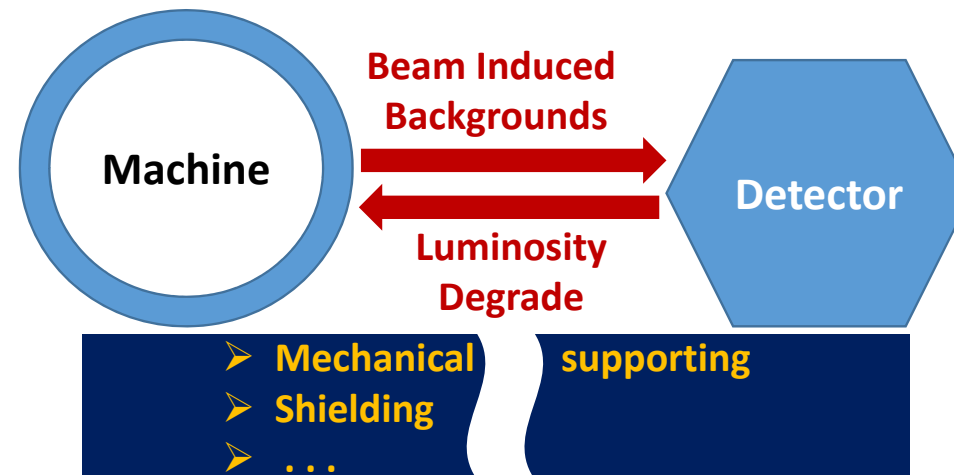 Beam Induced
Backgrounds
Machine
Detector
Luminosity
Degrade
➢ Mechanical supporting
➢ Shielding
➢ ...